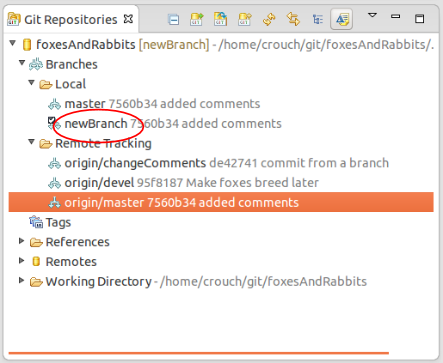 Git Repositories
foxesAndRabbits [newBranch] - /home/crouch/git/foxesAndRabbits/.
Branches
Local
master 7560b34 added comments
newBranch 7560b34 added comments
Remote Tracking
origin/changeComments de42741 commit from a branch
origin/devel 95f8187 Make foxes breed later
origin/master 7560b34 added comments
Tags
References
Remotes
Working Directory - /home/crouch/git/foxesAndRabbits